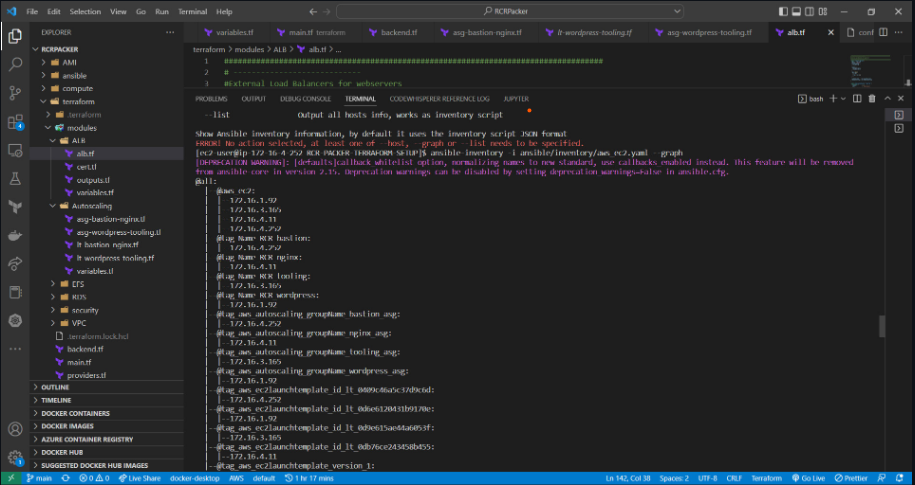 File Edit Selection View Go Run Terminal Help
RCRPacker
EXPLORER
RCRPACKER
AMI
ansible
compute
terraform
.terraform
modules
ALB
alb.tf
cert.tf
outputs.tf
variables.tf
Autoscaling
asg-bastion-nginx.tf
asg-wordpress-tooling.tf
lt-bastion-nginx.tf
lt-wordpress-tooling.tf
variables.tf
EFS
RDS
security
VPC
.terraform.lock.hcl
backend.tf
main.tf
providers.tf
OUTLINE
TIMELINE
DOCKER CONTAINERS
DOCKER IMAGES
AZURE CONTAINER REGISTRY
DOCKER HUB
SUGGESTED DOCKER HUB IMAGES
variables.tf main.tf terraform backend.tf asg-bastion-nginx.tf lt-wordpress-tooling.tf asg-wordpress-tooling.tf alb.tf conf
terraform > modules > ALB > alb.tf > ...
1 ####################################################################################
2 # ----------------------------
3 #External Load Balancers for webservers
PROBLEMS OUTPUT DEBUG CONSOLE TERMINAL CODEWHISPERER REFERENCE LOG JUPYTER
bash
--list Output all hosts info, works as inventory script
Show Ansible inventory information, by default it uses the inventory script JSON format
ERROR! No action selected, at least one of --host, --graph or --list needs to be specified.
[ec2-user@ip-172-16-4-252 RCR-PACKER-TERRAFORM-SETUP]$ ansible-inventory -i ansible/inventory/aws_ec2.yaml --graph
[DEPRECATION WARNING]: [defaults]callback_whitelist option, normalizing names to new standard, use callbacks_enabled instead. This feature will be removed
from ansible-core in version 2.15. Deprecation warnings can be disabled by setting deprecation_warnings=False in ansible.cfg.
@all:
|--@aws_ec2:
| |--172.16.1.92
| |--172.16.3.165
| |--172.16.4.11
| |--172.16.4.252
|--@tag_Name_RCR_bastion:
| |--172.16.4.252
|--@tag_Name_RCR_nginx:
| |--172.16.4.11
|--@tag_Name_RCR_tooling:
| |--172.16.3.165
|--@tag_Name_RCR_wordpress:
| |--172.16.1.92
|--@tag_aws_autoscaling_groupName_bastion_asg:
| |--172.16.4.252
|--@tag_aws_autoscaling_groupName_nginx_asg:
| |--172.16.4.11
|--@tag_aws_autoscaling_groupName_tooling_asg:
| |--172.16.3.165
|--@tag_aws_autoscaling_groupName_wordpress_asg:
| |--172.16.1.92
|--@tag_aws_ec2launchtemplate_id_lt_0409c46a5c37d9c6d:
| |--172.16.4.252
|--@tag_aws_ec2launchtemplate_id_lt_0d6e6120431b9170e:
| |--172.16.1.92
|--@tag_aws_ec2launchtemplate_id_lt_0d9e615ae44a6053f:
| |--172.16.3.165
|--@tag_aws_ec2launchtemplate_id_lt_0db76ce243458b455:
| |--172.16.4.11
|--@tag_aws_ec2launchtemplate_version_1:
main 0 0 Live Share docker-desktop AWS default 1 hr 17 mins Ln 142, Col 38 Spaces: 2 UTF-8 CRLF Terraform Go Live Prettier